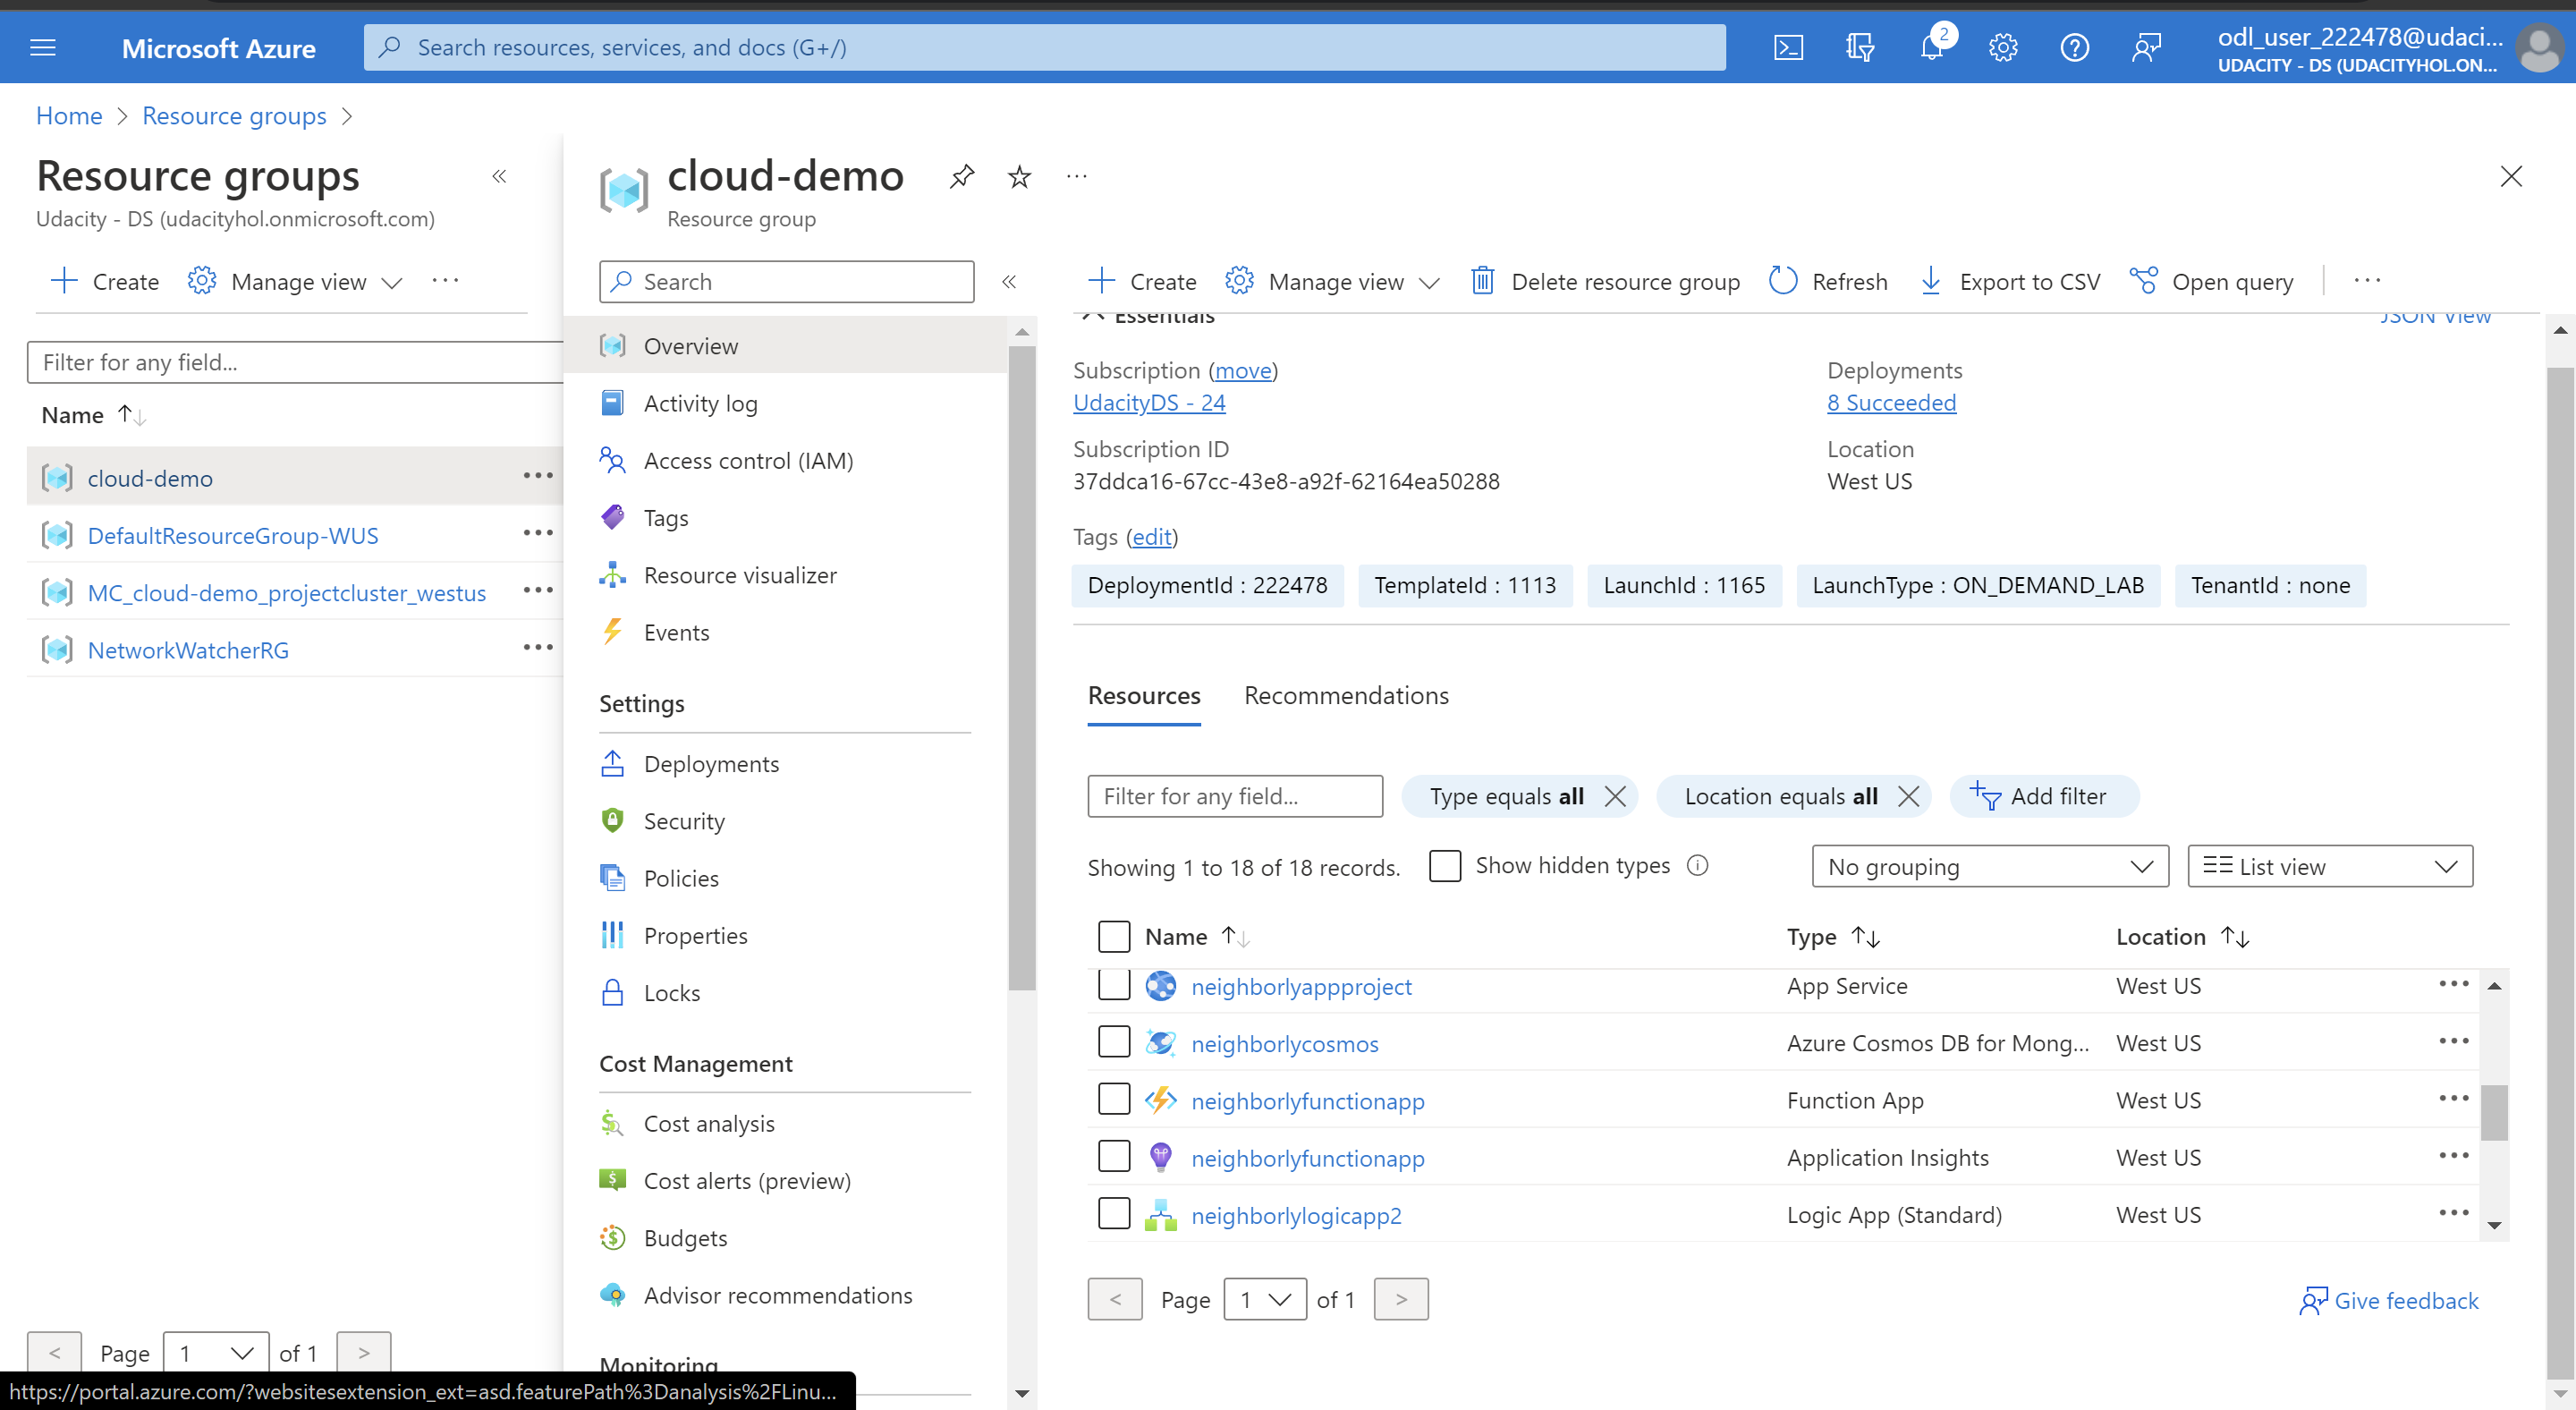 Microsoft Azure
Search resources, services, and docs (G+/)
2
odl_user_222478@udaci...
UDACITY - DS (UDACITYHOL.ON...
Home > Resource groups >
Resource groups
Udacity - DS (udacityhol.onmicrosoft.com)
Create
Manage view
Filter for any field...
Name
cloud-demo
DefaultResourceGroup-WUS
MC_cloud-demo_projectcluster_westus
NetworkWatcherRG
< Page 1 of 1 >
https://portal.azure.com/?websitesextension_ext=asd.featurePath%3Danalysis%2FLinu...
cloud-demo
Resource group
Search
Overview
Activity log
Access control (IAM)
Tags
Resource visualizer
Events
Settings
Deployments
Security
Policies
Properties
Locks
Cost Management
Cost analysis
Cost alerts (preview)
Budgets
Advisor recommendations
Monitoring
Create
Manage view
Delete resource group
Refresh
Export to CSV
Open query
Essentials
JSON View
Subscription (move)
UdacityDS - 24
Subscription ID
37ddca16-67cc-43e8-a92f-62164ea50288
Deployments
8 Succeeded
Location
West US
Tags (edit)
DeploymentId : 222478
TemplateId : 1113
LaunchId : 1165
LaunchType : ON_DEMAND_LAB
TenantId : none
Resources
Recommendations
Filter for any field...
Type equals all
Location equals all
Add filter
Showing 1 to 18 of 18 records.
Show hidden types
No grouping
List view
Name Type Location
neighborlyappproject App Service West US
neighborlycosmos Azure Cosmos DB for Mong... West US
neighborlyfunctionapp Function App West US
neighborlyfunctionapp Application Insights West US
neighborlylogicapp2 Logic App (Standard) West US
< Page 1 of 1 >
Give feedback